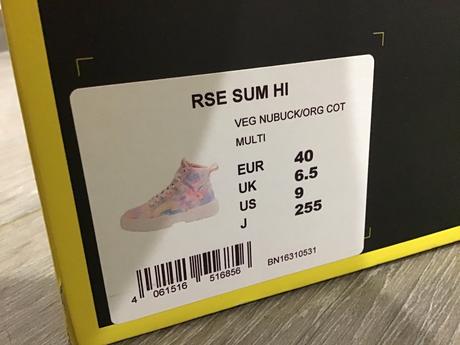 RSE SUM HI
VEG NUBUCK/ORG COT
MULTI
EUR 40
UK 6.5
US 9
J 255
4 061516 516856
BN16310531